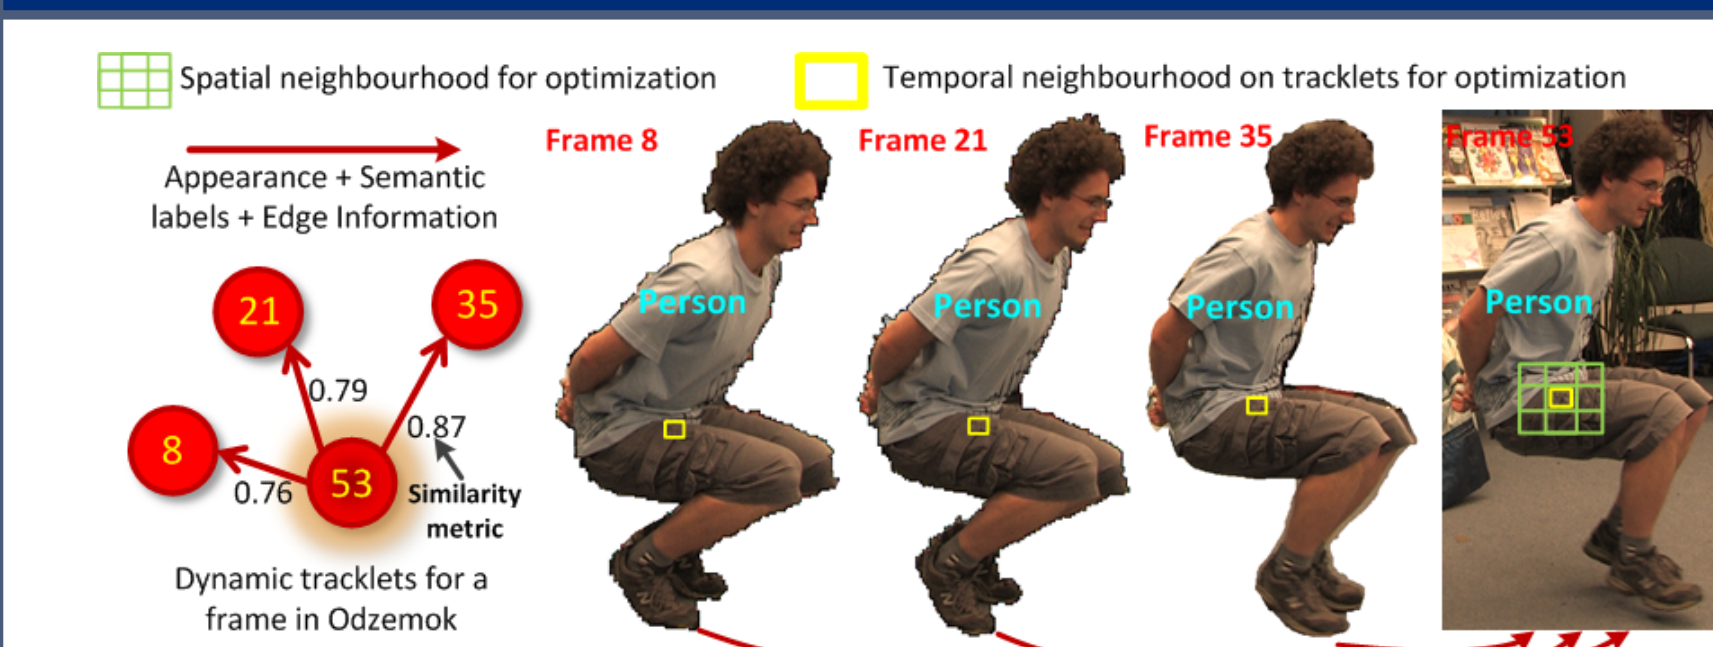 Spatial neighbourhood for optimization
Temporal neighbourhood on tracklets for optimization
Appearance + Semantic
labels + Edge Information
Frame 8
Frame 21
Frame 35
Frame 53
21
35
8
53
0.79
0.87
0.76
Similarity
metric
Person
Person
Person
Person
Dynamic tracklets for a
frame in Odzemok